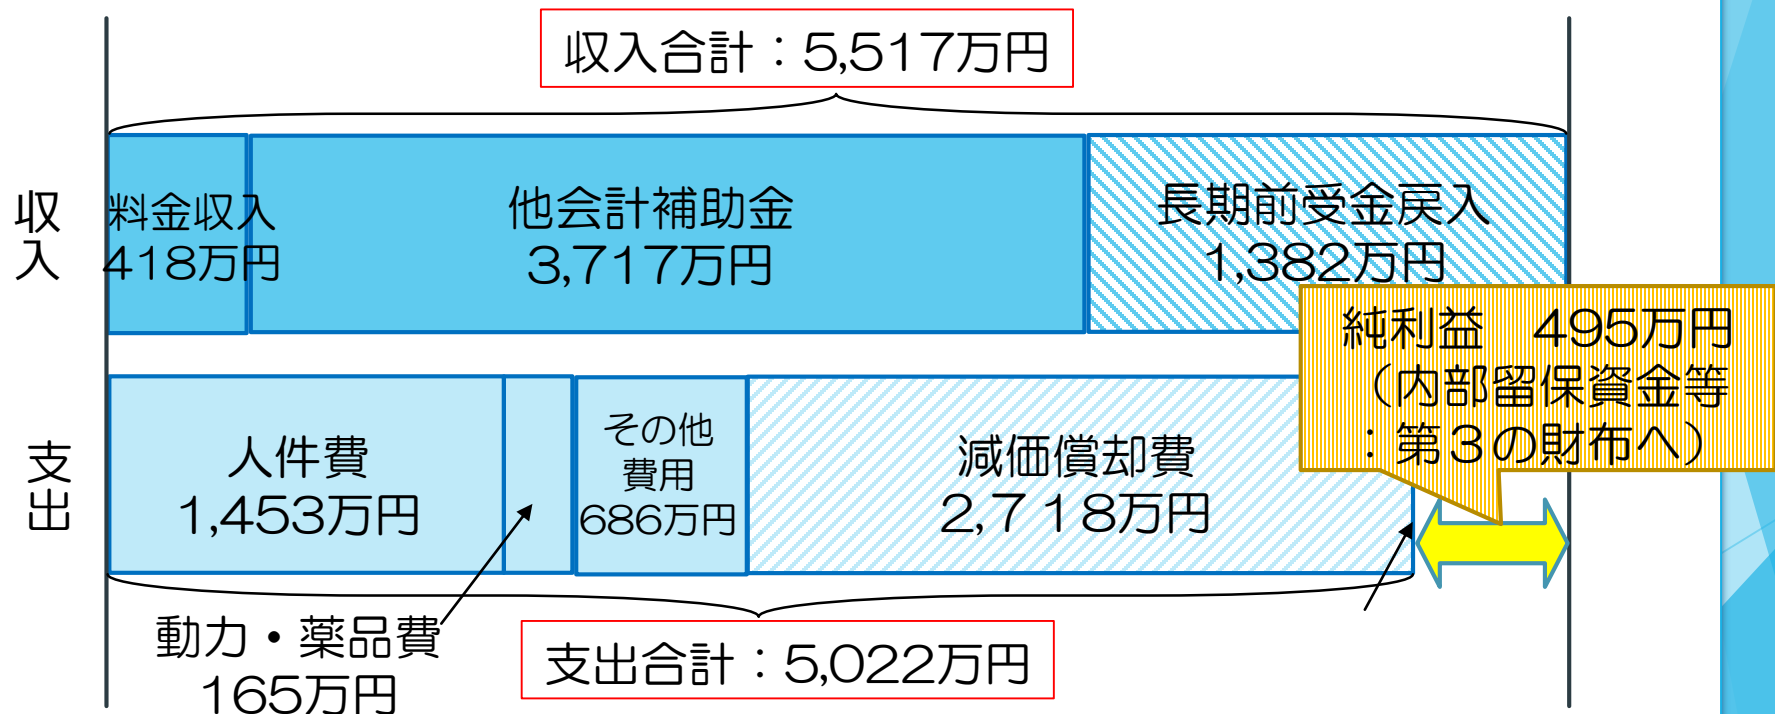 収入合計：5,517万円
収入
料金収入
418万円
他会計補助金
3,717万円
長期前受金戻入
1,382万円
純利益　495万円
（内部留保資金等
：第３の財布へ）
支出
人件費
1,453万円
その他
費用
686万円
減価償却費
2,７１８万円
動力・薬品費
165万円
支出合計：5,022万円